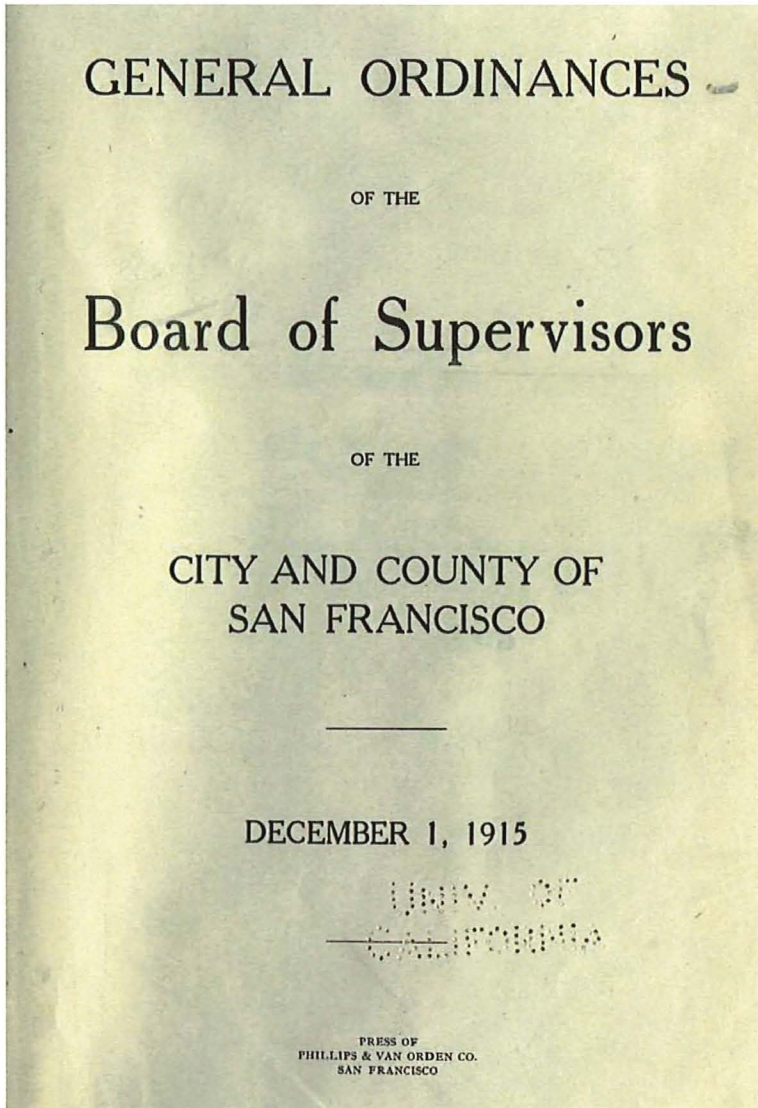 GENERAL ORDINANCES
OF THE
Board of Supervisors
OF THE
CITY AND COUNTY OF
SAN FRANCISCO
DECEMBER 1, 1915
UNIV. OF
CALIFORNIA
PRESS OF
PHILLIPS & VAN ORDEN CO.
SAN FRANCISCO